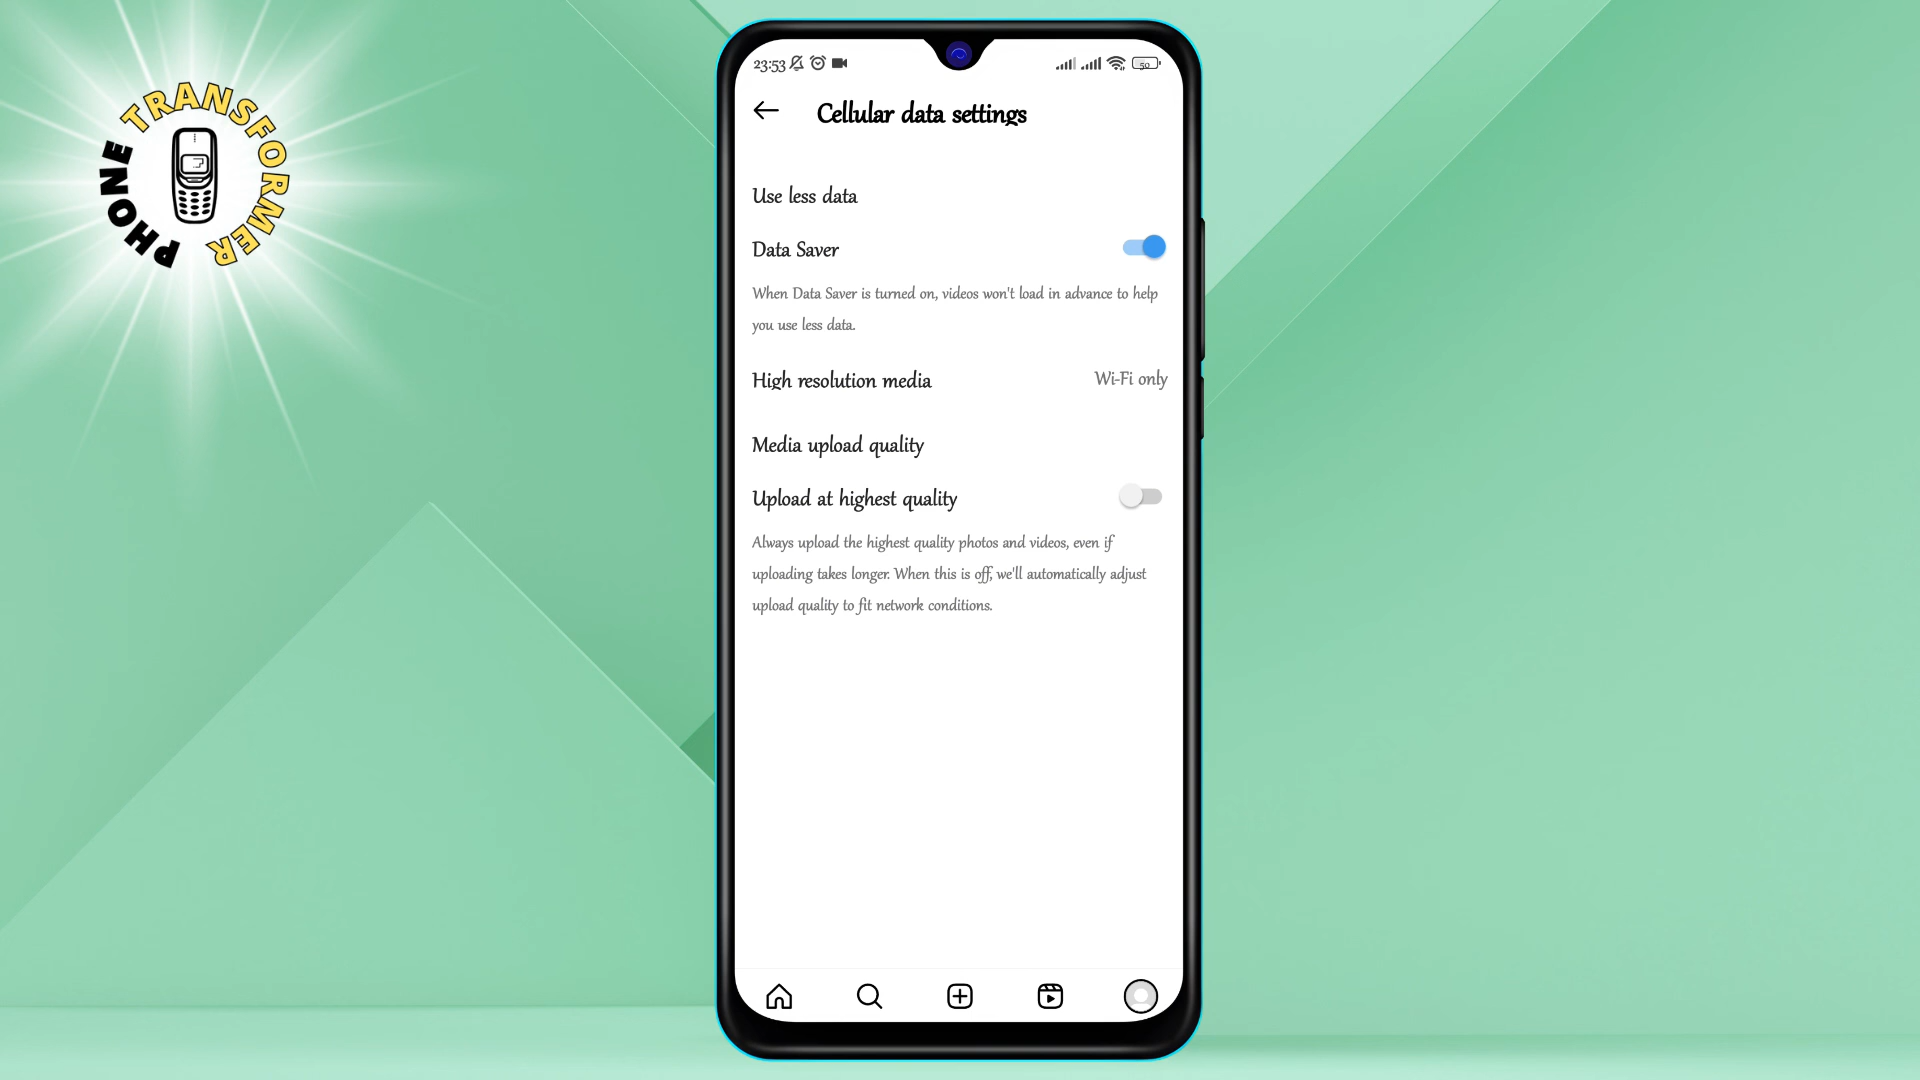 PHONE TRANSFORMER
23:53
50
Cellular data settings
Use less data
Data Saver
When Data Saver is turned on, videos won't load in advance to help
you use less data.
High resolution media
Wi-Fi only
Media upload quality
Upload at highest quality
Always upload the highest quality photos and videos, even if
uploading takes longer. When this is off, we'll automatically adjust
upload quality to fit network conditions.